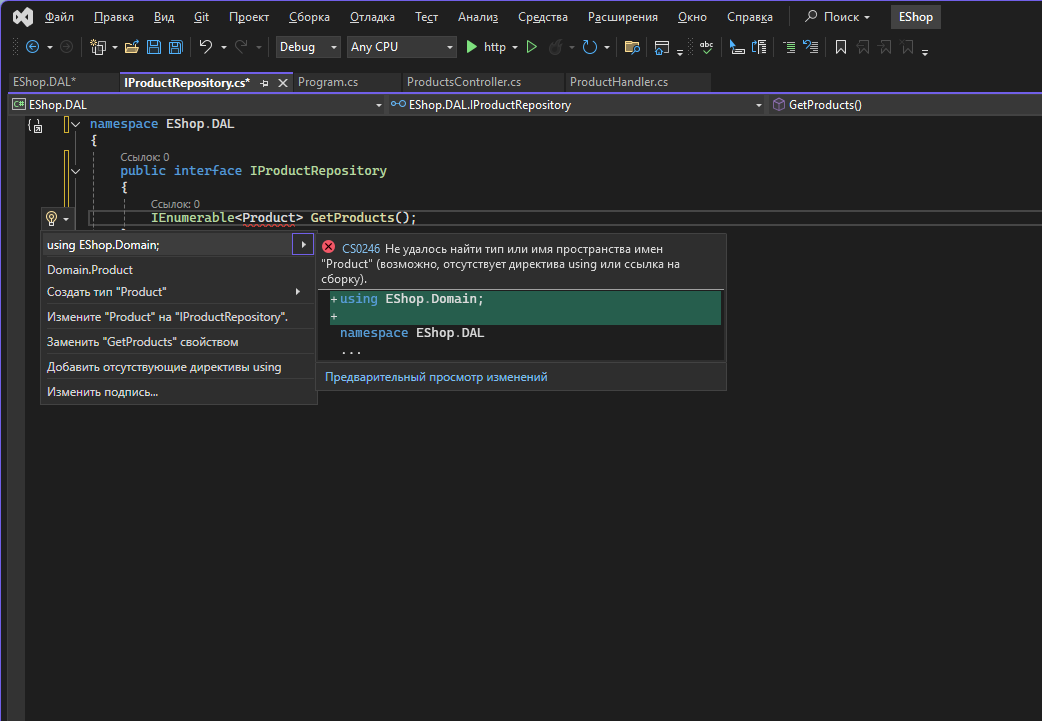 Файл Правка Вид Git Проект Сборка Отладка Тест Анализ Средства Расширения Окно Справка Поиск EShop
Debug Any CPU http abc
EShop.DAL* IProductRepository.cs* Program.cs ProductsController.cs ProductHandler.cs
C# EShop.DAL EShop.DAL.IProductRepository GetProducts()
namespace EShop.DAL
{
Ссылок: 0
public interface IProductRepository
{
Ссылок: 0
IEnumerable<Product> GetProducts();
using EShop.Domain;
Domain.Product
Создать тип "Product"
Измените "Product" на "IProductRepository".
Заменить "GetProducts" свойством
Добавить отсутствующие директивы using
Изменить подпись...
CS0246 Не удалось найти тип или имя пространства имен
"Product" (возможно, отсутствует директива using или ссылка на
сборку).
+using EShop.Domain;
+
namespace EShop.DAL
...
Предварительный просмотр изменений